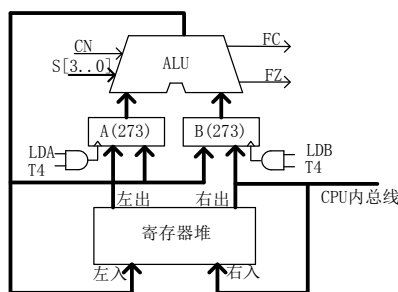 FC
CN
S[3..0]
ALU
FZ
A(273)
B(273)
LDA
T4
LDB
T4
左出
右出
CPU内总线
寄存器堆
左入
右入